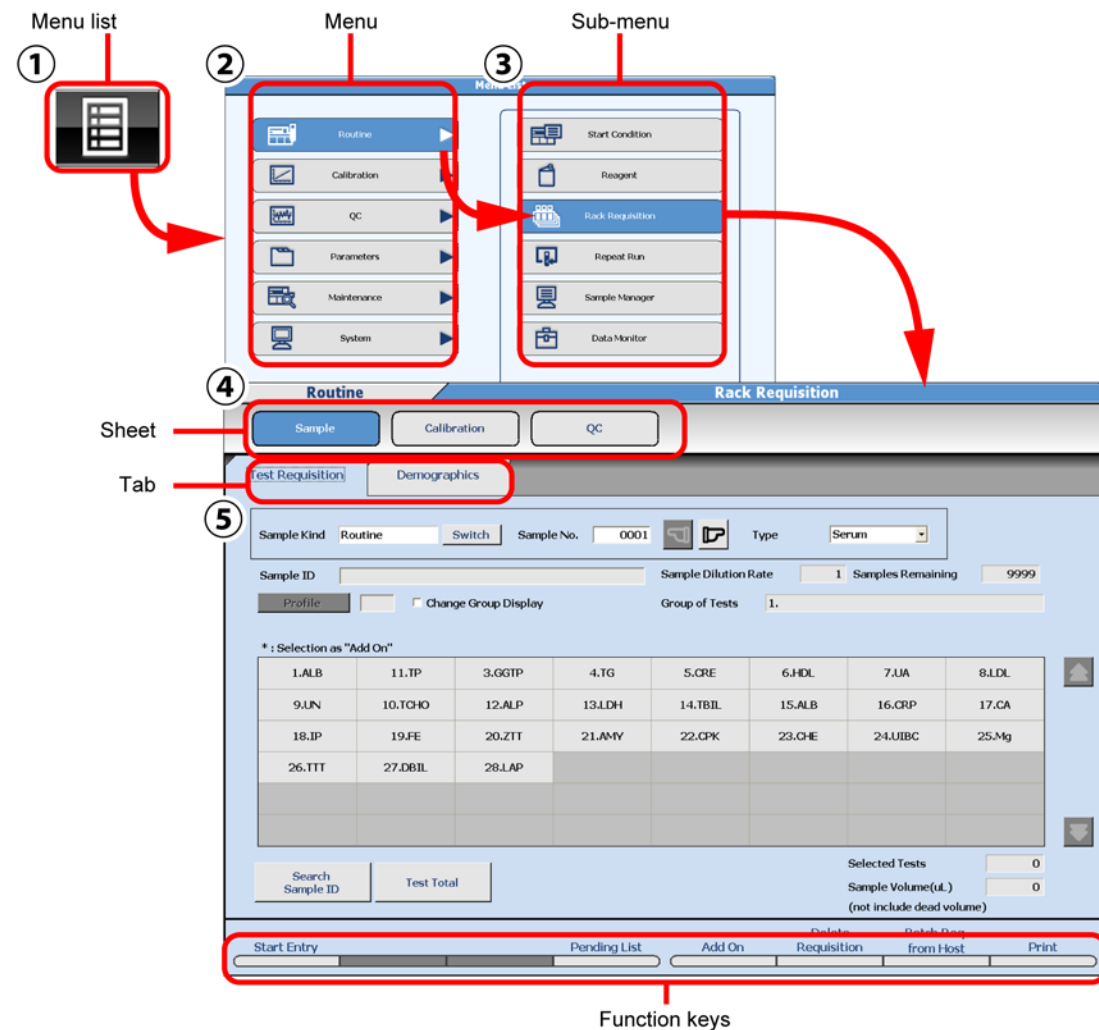 Menu list
Menu
Sub-menu
①
②
③
Menu List
Routine
Start Condition
Calibration
Reagent
QC
Rack Requisition
Parameters
Repeat Run
Maintenance
Sample Manager
System
Data Monitor
④
Routine
Rack Requisition
Sheet
Sample
Calibration
QC
Tab
Test Requisition
Demographics
⑤
Sample Kind Routine Switch Sample No. 0001 Type Serum
Sample ID Sample Dilution Rate 1 Samples Remaining 9999
Profile Change Group Display Group of Tests 1.
* : Selection as "Add On"
1.ALB 11.TP 3.GGTP 4.TG 5.CRE 6.HDL 7.UA 8.LDL
9.UN 10.TCHO 12.ALP 13.LDH 14.TBIL 15.ALB 16.CRP 17.CA
18.IP 19.FE 20.ZTT 21.AMY 22.CPK 23.CHE 24.UIBC 25.Mg
26.TTT 27.DBIL 28.LAP
Search
Sample ID
Test Total
Selected Tests 0
Sample Volume(uL) 0
(not include dead volume)
Start Entry
Pending List
Add On
Delete
Requisition
Batch Req
from Host
Print
Function keys